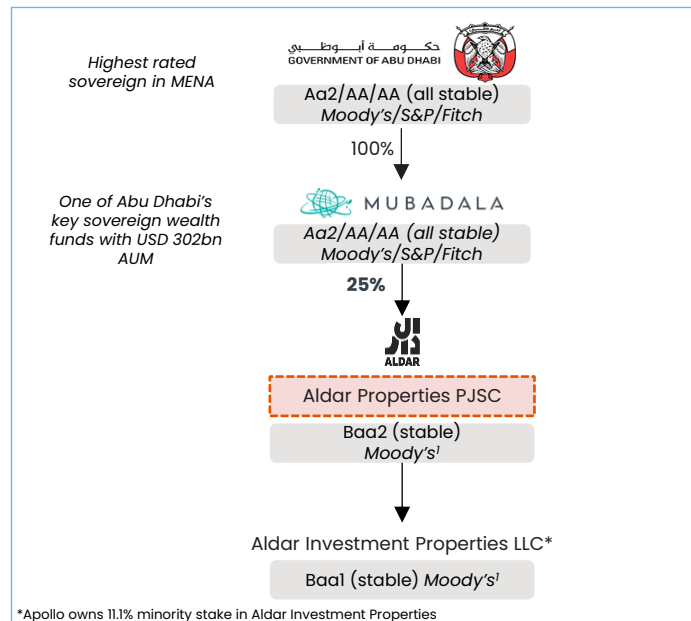 Highest rated
sovereign in MENA
حكومة أبوظبي
GOVERNMENT OF ABU DHABI
Aa2/AA/AA (all stable)
Moody's/S&P/Fitch
100%
One of Abu Dhabi's
key sovereign wealth
funds with USD 302bn
AUM
MUBADALA
Aa2/AA/AA (all stable)
Moody's/S&P/Fitch
25%
الدار
ALDAR
Aldar Properties PJSC
Baa2 (stable)
Moody's¹
Aldar Investment Properties LLC*
Baa1 (stable) Moody's¹
*Apollo owns 11.1% minority stake in Aldar Investment Properties